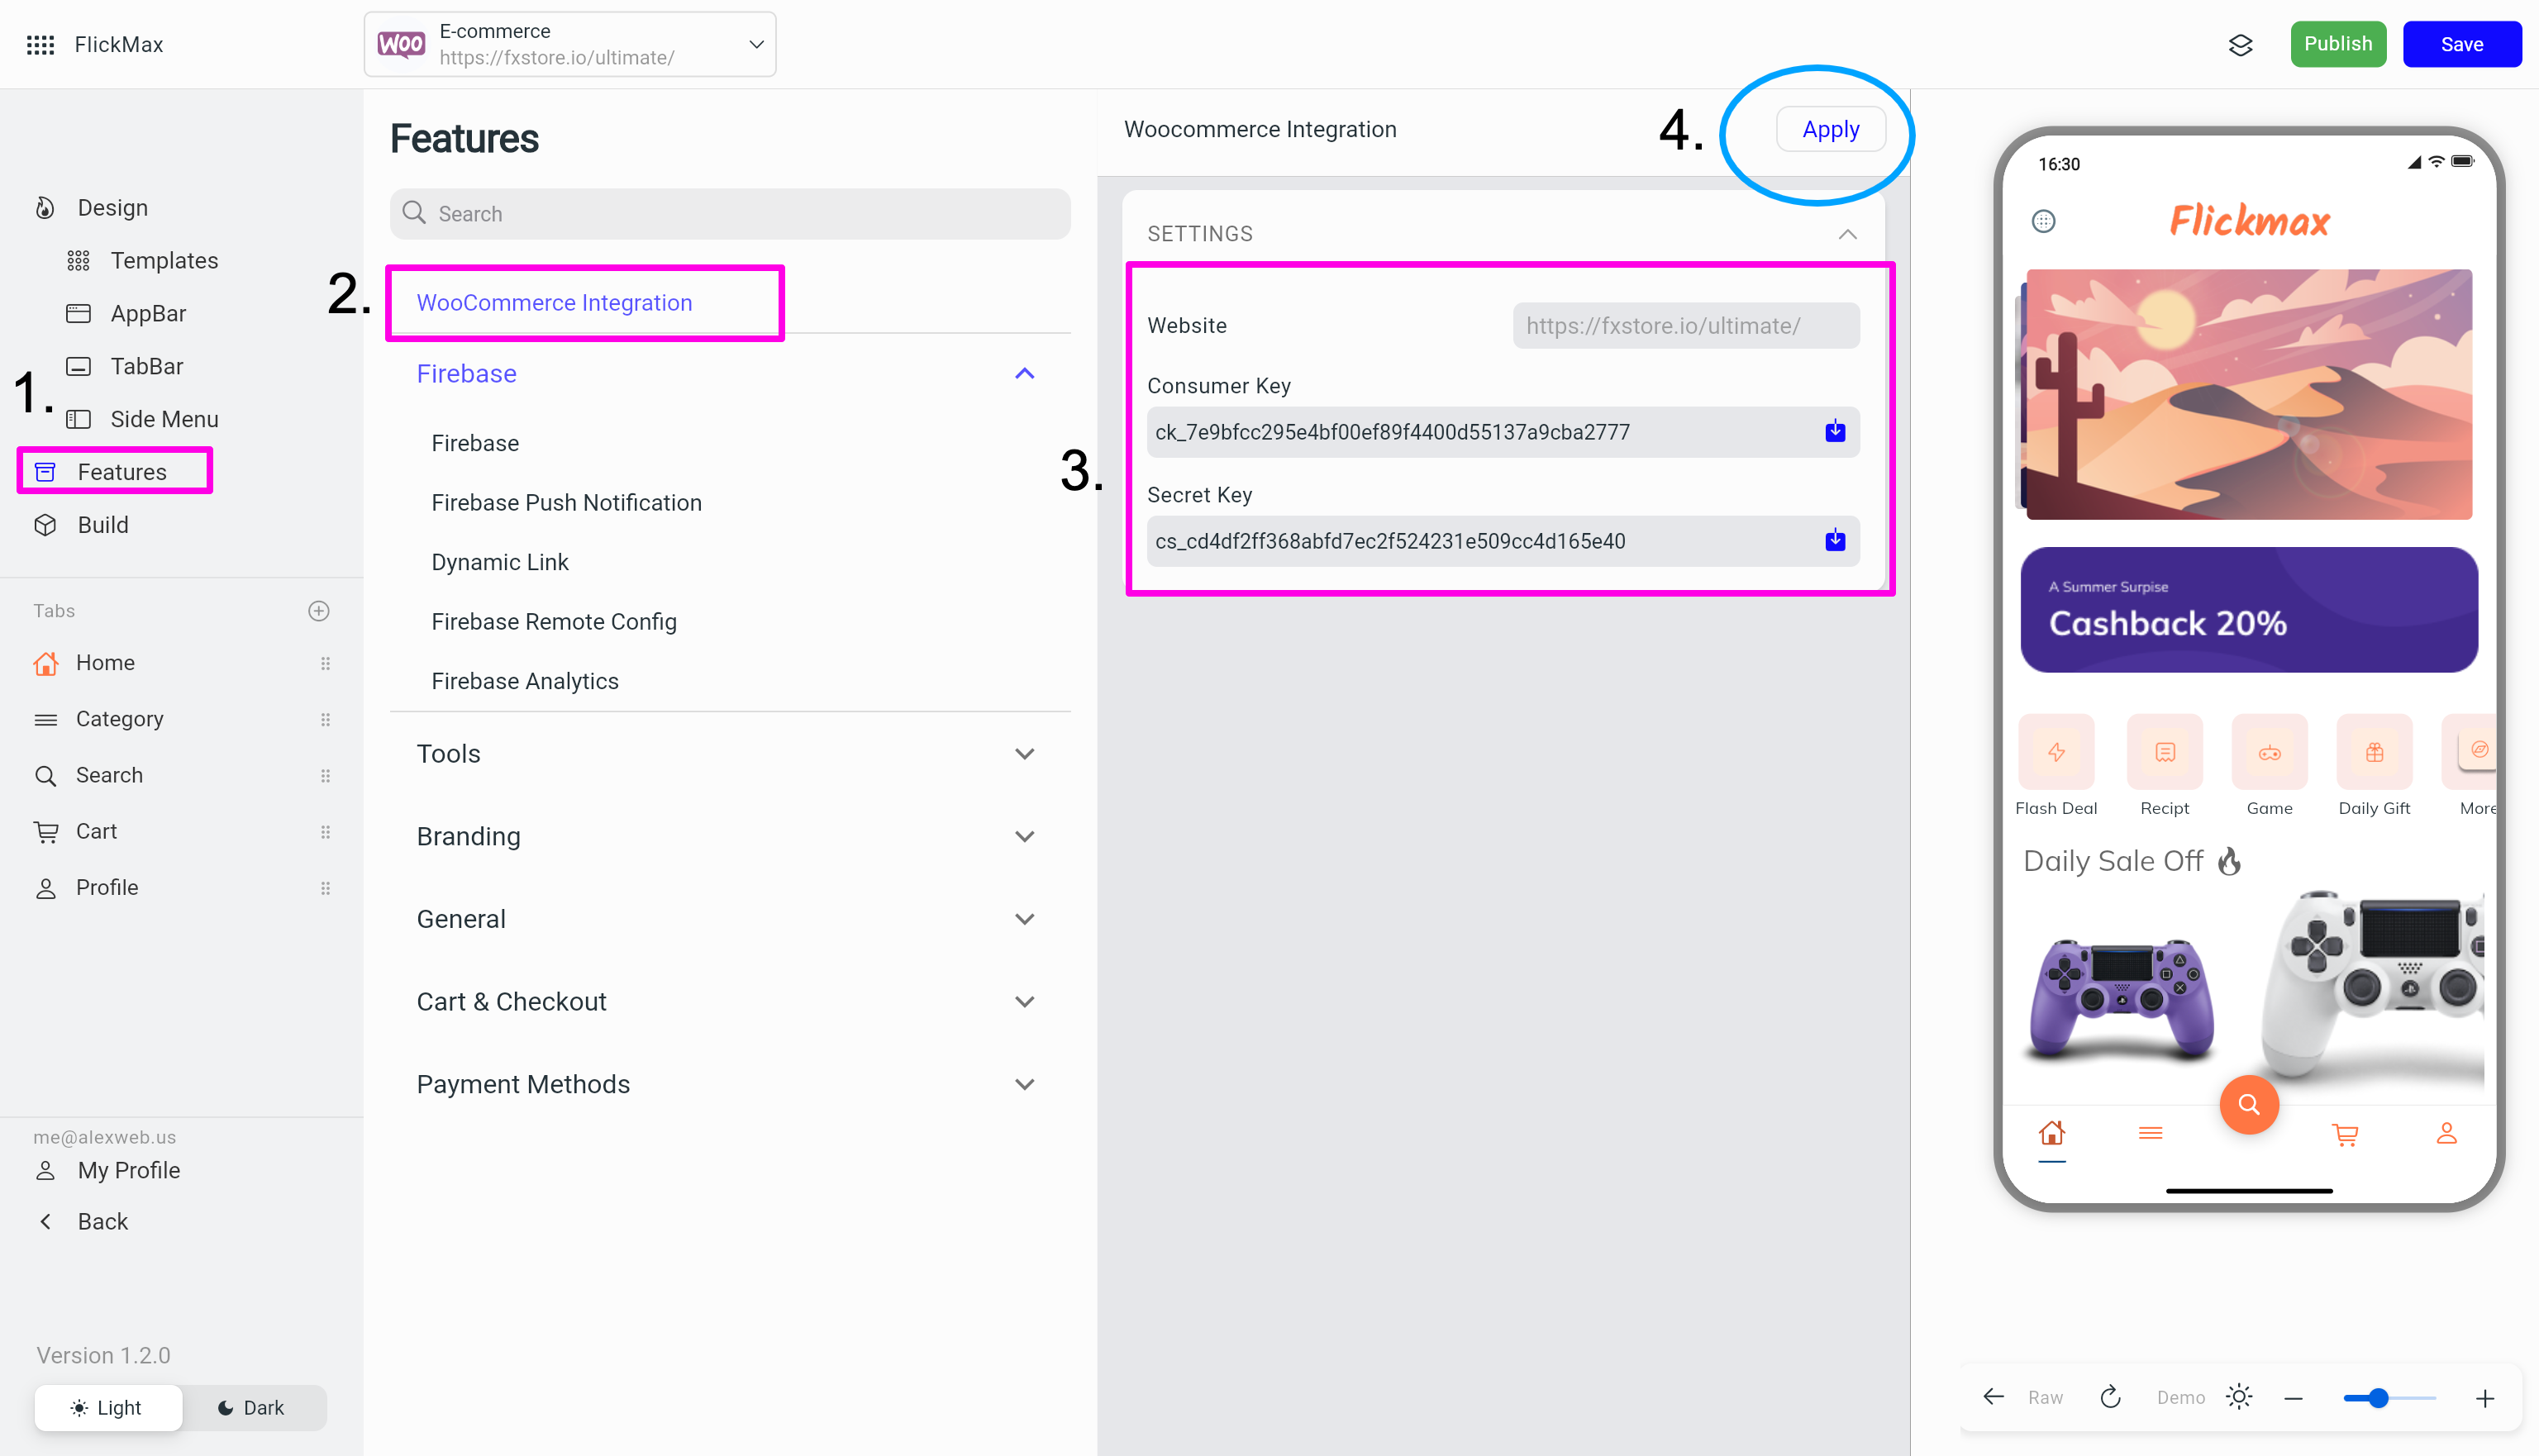 FlickMax
WOO
E-commerce
https://fxstore.io/ultimate/
Publish
Save
Design
Templates
AppBar
TabBar
Side Menu
1.
Features
Build
Tabs
Home
Category
Search
Cart
Profile
me@alexweb.us
My Profile
Back
Version 1.2.0
Light
Dark
Features
Search
2.
WooCommerce Integration
Firebase
Firebase
Firebase Push Notification
Dynamic Link
Firebase Remote Config
Firebase Analytics
Tools
Branding
General
Cart & Checkout
Payment Methods
Woocommerce Integration
4.
Apply
SETTINGS
3.
Website
https://fxstore.io/ultimate/
Consumer Key
ck_7e9bfcc295e4bf00ef89f4400d55137a9cba2777
Secret Key
cs_cd4df2ff368abfd7ec2f524231e509cc4d165e40
16:30
Flickmax
A Summer Surpise
Cashback 20%
Flash Deal
Recipt
Game
Daily Gift
More
Daily Sale Off
Raw
Demo